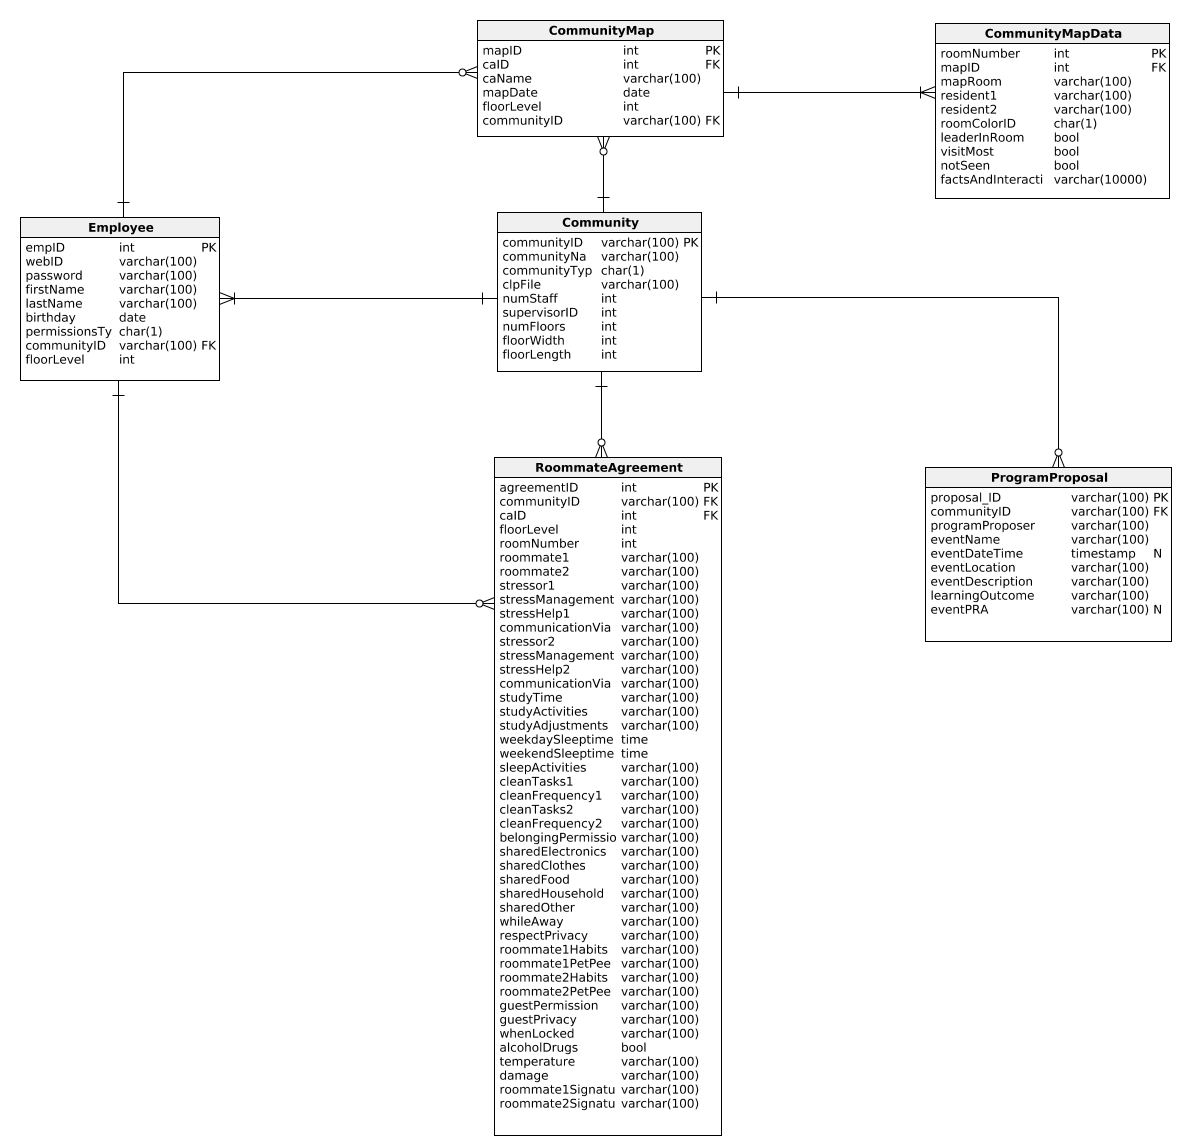 CommunityMap
mapID int PK
caID int FK
caName varchar(100)
mapDate date
floorLevel int
communityID varchar(100) FK
CommunityMapData
roomNumber int PK
mapID int FK
mapRoom varchar(100)
resident1 varchar(100)
resident2 varchar(100)
roomColorID char(1)
leaderInRoom bool
visitMost bool
notSeen bool
factsAndInteracti varchar(10000)
Employee
empID int PK
webID varchar(100)
password varchar(100)
firstName varchar(100)
lastName varchar(100)
birthday date
permissionsTy char(1)
communityID varchar(100) FK
floorLevel int
Community
communityID varchar(100) PK
communityNa varchar(100)
communityTyp char(1)
clpFile varchar(100)
numStaff int
supervisorID int
numFloors int
floorWidth int
floorLength int
RoommateAgreement
agreementID int PK
communityID varchar(100) FK
caID int FK
floorLevel int
roomNumber int
roommate1 varchar(100)
roommate2 varchar(100)
stressor1 varchar(100)
stressManagement varchar(100)
stressHelp1 varchar(100)
communicationVia varchar(100)
stressor2 varchar(100)
stressManagement varchar(100)
stressHelp2 varchar(100)
communicationVia varchar(100)
studyTime varchar(100)
studyActivities varchar(100)
studyAdjustments varchar(100)
weekdaySleeptime time
weekendSleeptime time
sleepActivities varchar(100)
cleanTasks1 varchar(100)
cleanFrequency1 varchar(100)
cleanTasks2 varchar(100)
cleanFrequency2 varchar(100)
belongingPermissio varchar(100)
sharedElectronics varchar(100)
sharedClothes varchar(100)
sharedFood varchar(100)
sharedHousehold varchar(100)
sharedOther varchar(100)
whileAway varchar(100)
respectPrivacy varchar(100)
roommate1Habits varchar(100)
roommate1PetPee varchar(100)
roommate2Habits varchar(100)
roommate2PetPee varchar(100)
guestPermission varchar(100)
guestPrivacy varchar(100)
whenLocked varchar(100)
alcoholDrugs bool
temperature varchar(100)
damage varchar(100)
roommate1Signatu varchar(100)
roommate2Signatu varchar(100)
ProgramProposal
proposal_ID varchar(100) PK
communityID varchar(100) FK
programProposer varchar(100)
eventName varchar(100)
eventDateTime timestamp N
eventLocation varchar(100)
eventDescription varchar(100)
learningOutcome varchar(100)
eventPRA varchar(100) N